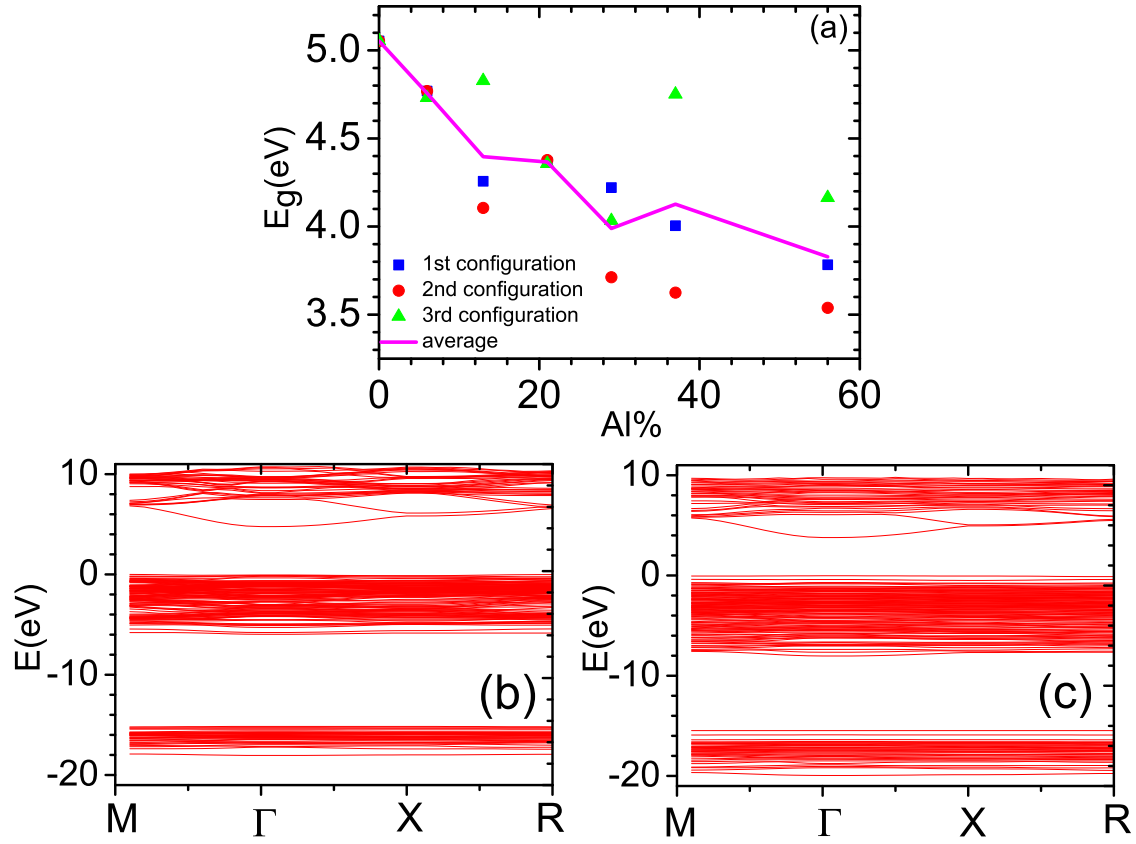 (a)
5.0
4.5
4.0
3.5
Eg(eV)
1st configuration
2nd configuration
3rd configuration
average
0 20 40 60
Al%
10
0
-10
-20
E(eV)
(b)
M Γ X R
10
0
-10
-20
E(eV)
(c)
M Γ X R